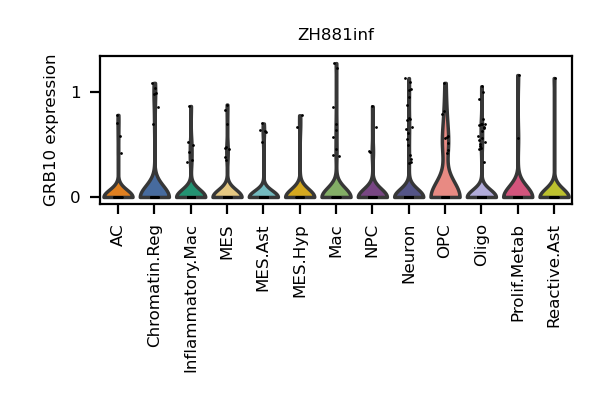 ZH881inf
GRB10 expression
1
0
AC
Chromatin.Reg
Inflammatory.Mac
MES
MES.Ast
MES.Hyp
Mac
NPC
Neuron
OPC
Oligo
Prolif.Metab
Reactive.Ast